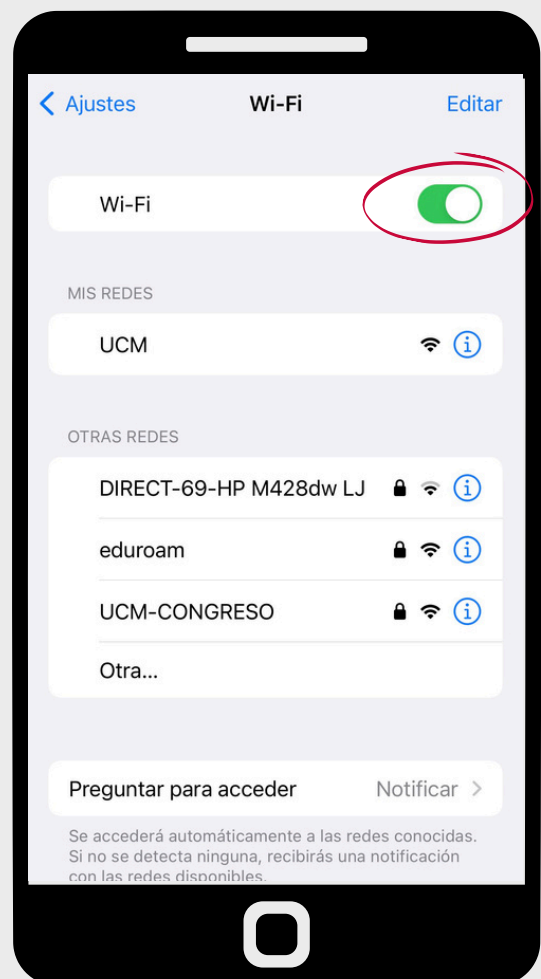 Ajustes Wi-Fi Editar
Wi-Fi
MIS REDES
UCM
OTRAS REDES
DIRECT-69-HP M428dw LJ
eduroam
UCM-CONGRESO
Otra...
Preguntar para acceder Notificar
Se accederá automáticamente a las redes conocidas.
Si no se detecta ninguna, recibirás una notificación
con las redes disponibles.